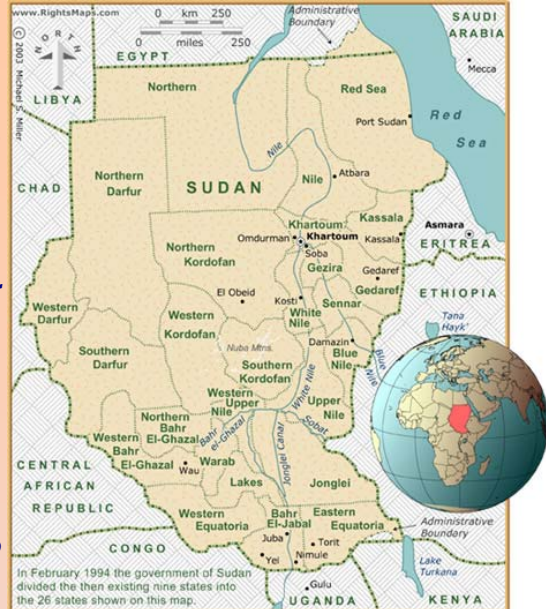 www.RightsMaps.com
© 2003 Michael S. Miller
NORTH
0 km 250
0 miles 250
Administrative
Boundary
SAUDI
ARABIA
EGYPT
Mecca
LIBYA
Northern
Red Sea
Port Sudan
Red
Sea
Nile
CHAD
Northern
Darfur
SUDAN
Nile
Atbara
Khartoum
Kassala
Omdurman
Khartoum
Kassala
Asmara
ERITREA
Soba
Northern
Kordofan
Gezira
Gedaref
Gedaref
ETHIOPIA
El Obeid
Kosti
Sennar
White
Nile
Western
Darfur
Western
Kordofan
Tana
Hayk'
Nuba Mtns.
Damazin
Blue
Nile
Blue
Nile
Southern
Darfur
Southern
Kordofan
White Nile
Western
Upper
Nile
Upper
Nile
Northern
Bahr
El-Ghazal
Bahr
el-Ghazal
Sobat
Western
Bahr
El-Ghazal
Jonglei Canar
Wau
Warab
CENTRAL
AFRICAN
REPUBLIC
Lakes
Jonglei
Western
Equatoria
Bahr
El-Jabal
Eastern
Equatoria
Administrative
Boundary
CONGO
Juba
Torit
Yei
Nimule
Lake
Turkana
In February 1994 the government of Sudan
divided the then existing nine states into
the 26 states shown on this map.
Gulu
UGANDA
KENYA